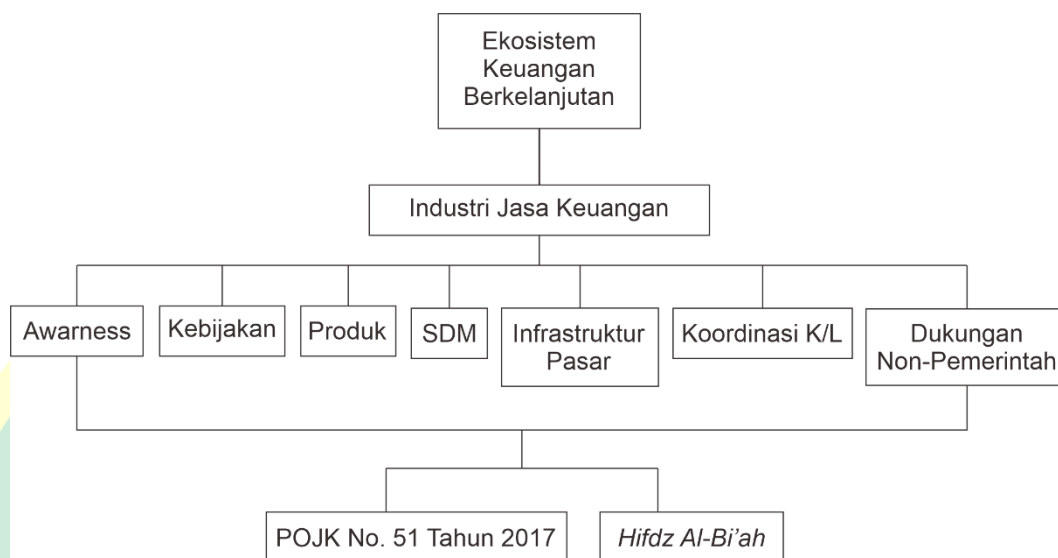 Ekosistem
Keuangan
Berkelanjutan
Industri Jasa Keuangan
Awarness
Kebijakan
Produk
SDM
Infrastruktur
Pasar
Koordinasi K/L
Dukungan
Non-Pemerintah
POJK No. 51 Tahun 2017
Hifdz Al-Bi'ah